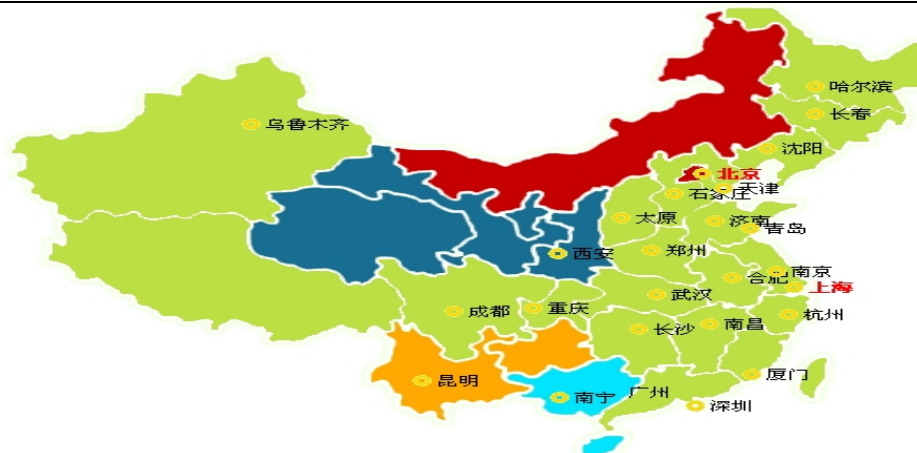 哈尔滨
长春
乌鲁木齐
沈阳
北京
天津
石家庄
太原
济南
青岛
郑州
西安
南京
合肥
上海
武汉
成都
重庆
杭州
南昌
长沙
厦门
昆明
广州
南宁
深圳